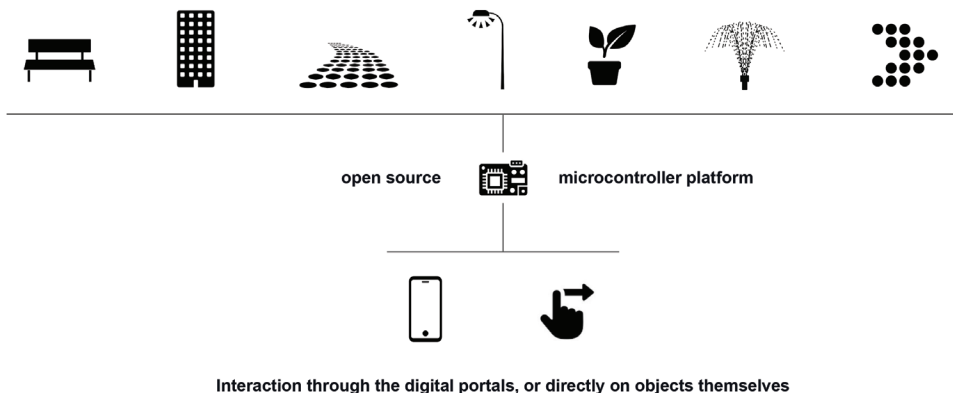 open source microcontroller platform
Interaction through the digital portals, or directly on objects themselves